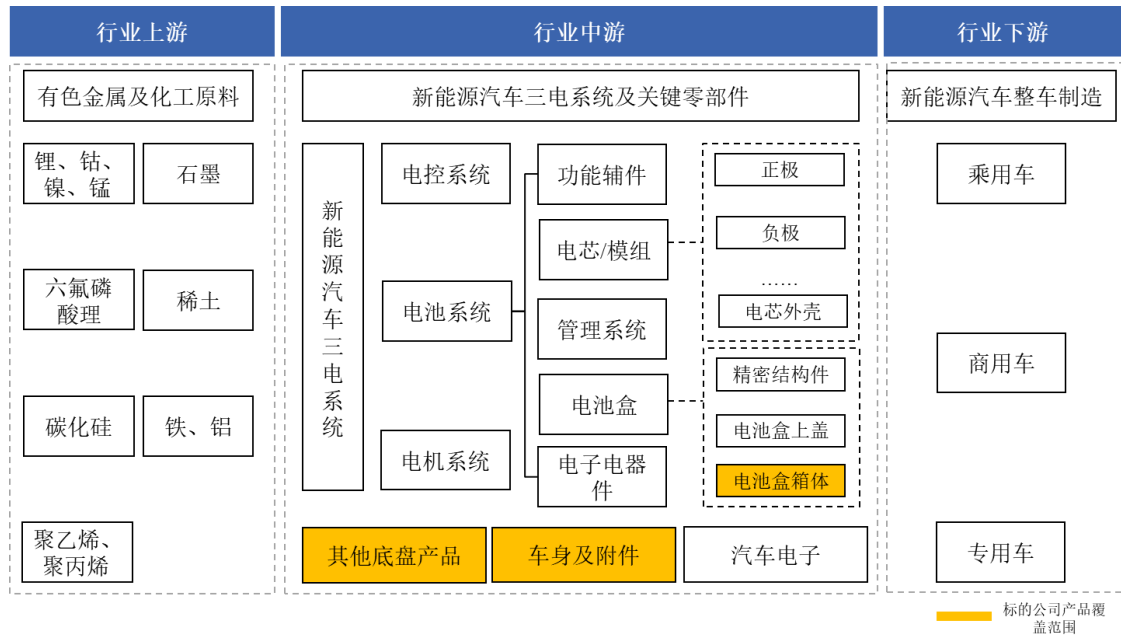 行业上游
行业中游
行业下游
有色金属及化工原料
新能源汽车三电系统及关键零部件
新能源汽车整车制造
锂、钴、
镍、锰
石墨
六氟磷
酸理
稀土
碳化硅
铁、铝
聚乙烯、
聚丙烯
新能源汽车三电系统
电控系统
电池系统
电机系统
功能辅件
电芯/模组
管理系统
电池盒
电子电器
件
正极
负极
......
电芯外壳
精密结构件
电池盒上盖
电池盒箱体
其他底盘产品
车身及附件
汽车电子
乘用车
商用车
专用车
标的公司产品覆
盖范围